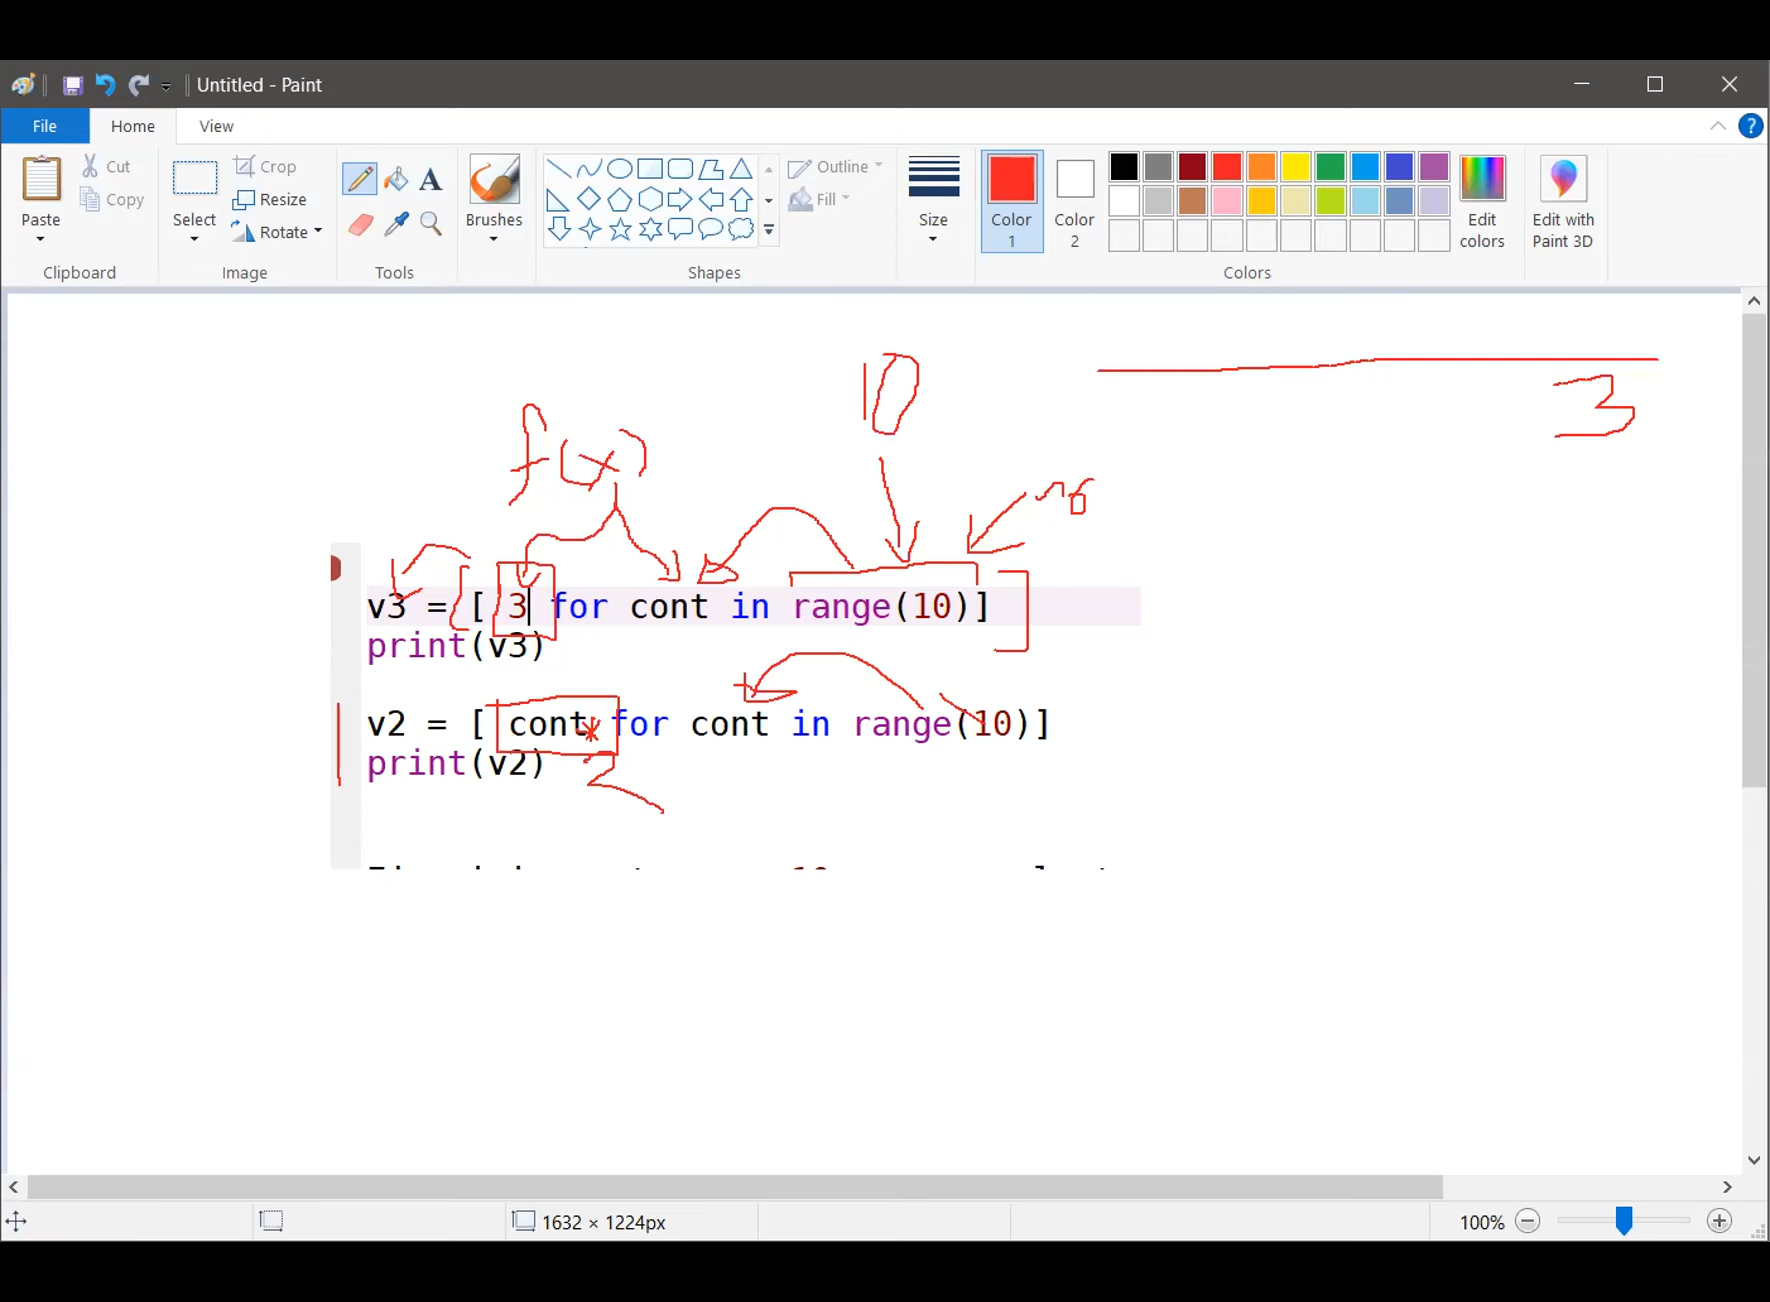 Untitled - Paint
File Home View
Paste
Cut
Copy
Clipboard
Select
Crop
Resize
Rotate
Image
Tools
Brushes
Shapes
Outline
Fill
Size
Color 1
Color 2
Edit colors
Edit with Paint 3D
Colors
10
3
f(x)
v3 = [ 3 for cont in range(10)]
print(v3)
v2 = [ cont* for cont in range(10)]
print(v2)
2
1632 × 1224px
100%